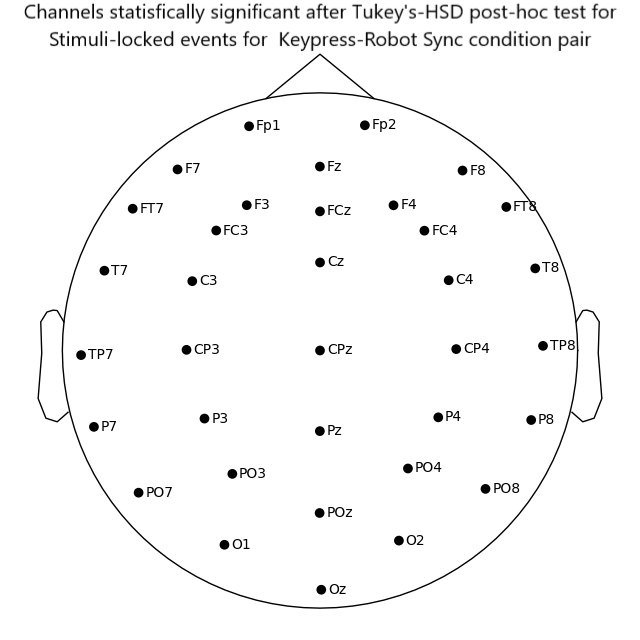 Channels statisfically significant after Tukey's-HSD post-hoc test for
Stimuli-locked events for Keypress-Robot Sync condition pair
Fp1 Fp2
F7 Fz F8
FT7 F3 FCz F4 FT8
FC3 FC4
T7 C3 Cz C4 T8
TP7 CP3 CPz CP4 TP8
P7 P3 Pz P4 P8
PO7 PO3 PO4 PO8
POz
O1 O2
Oz